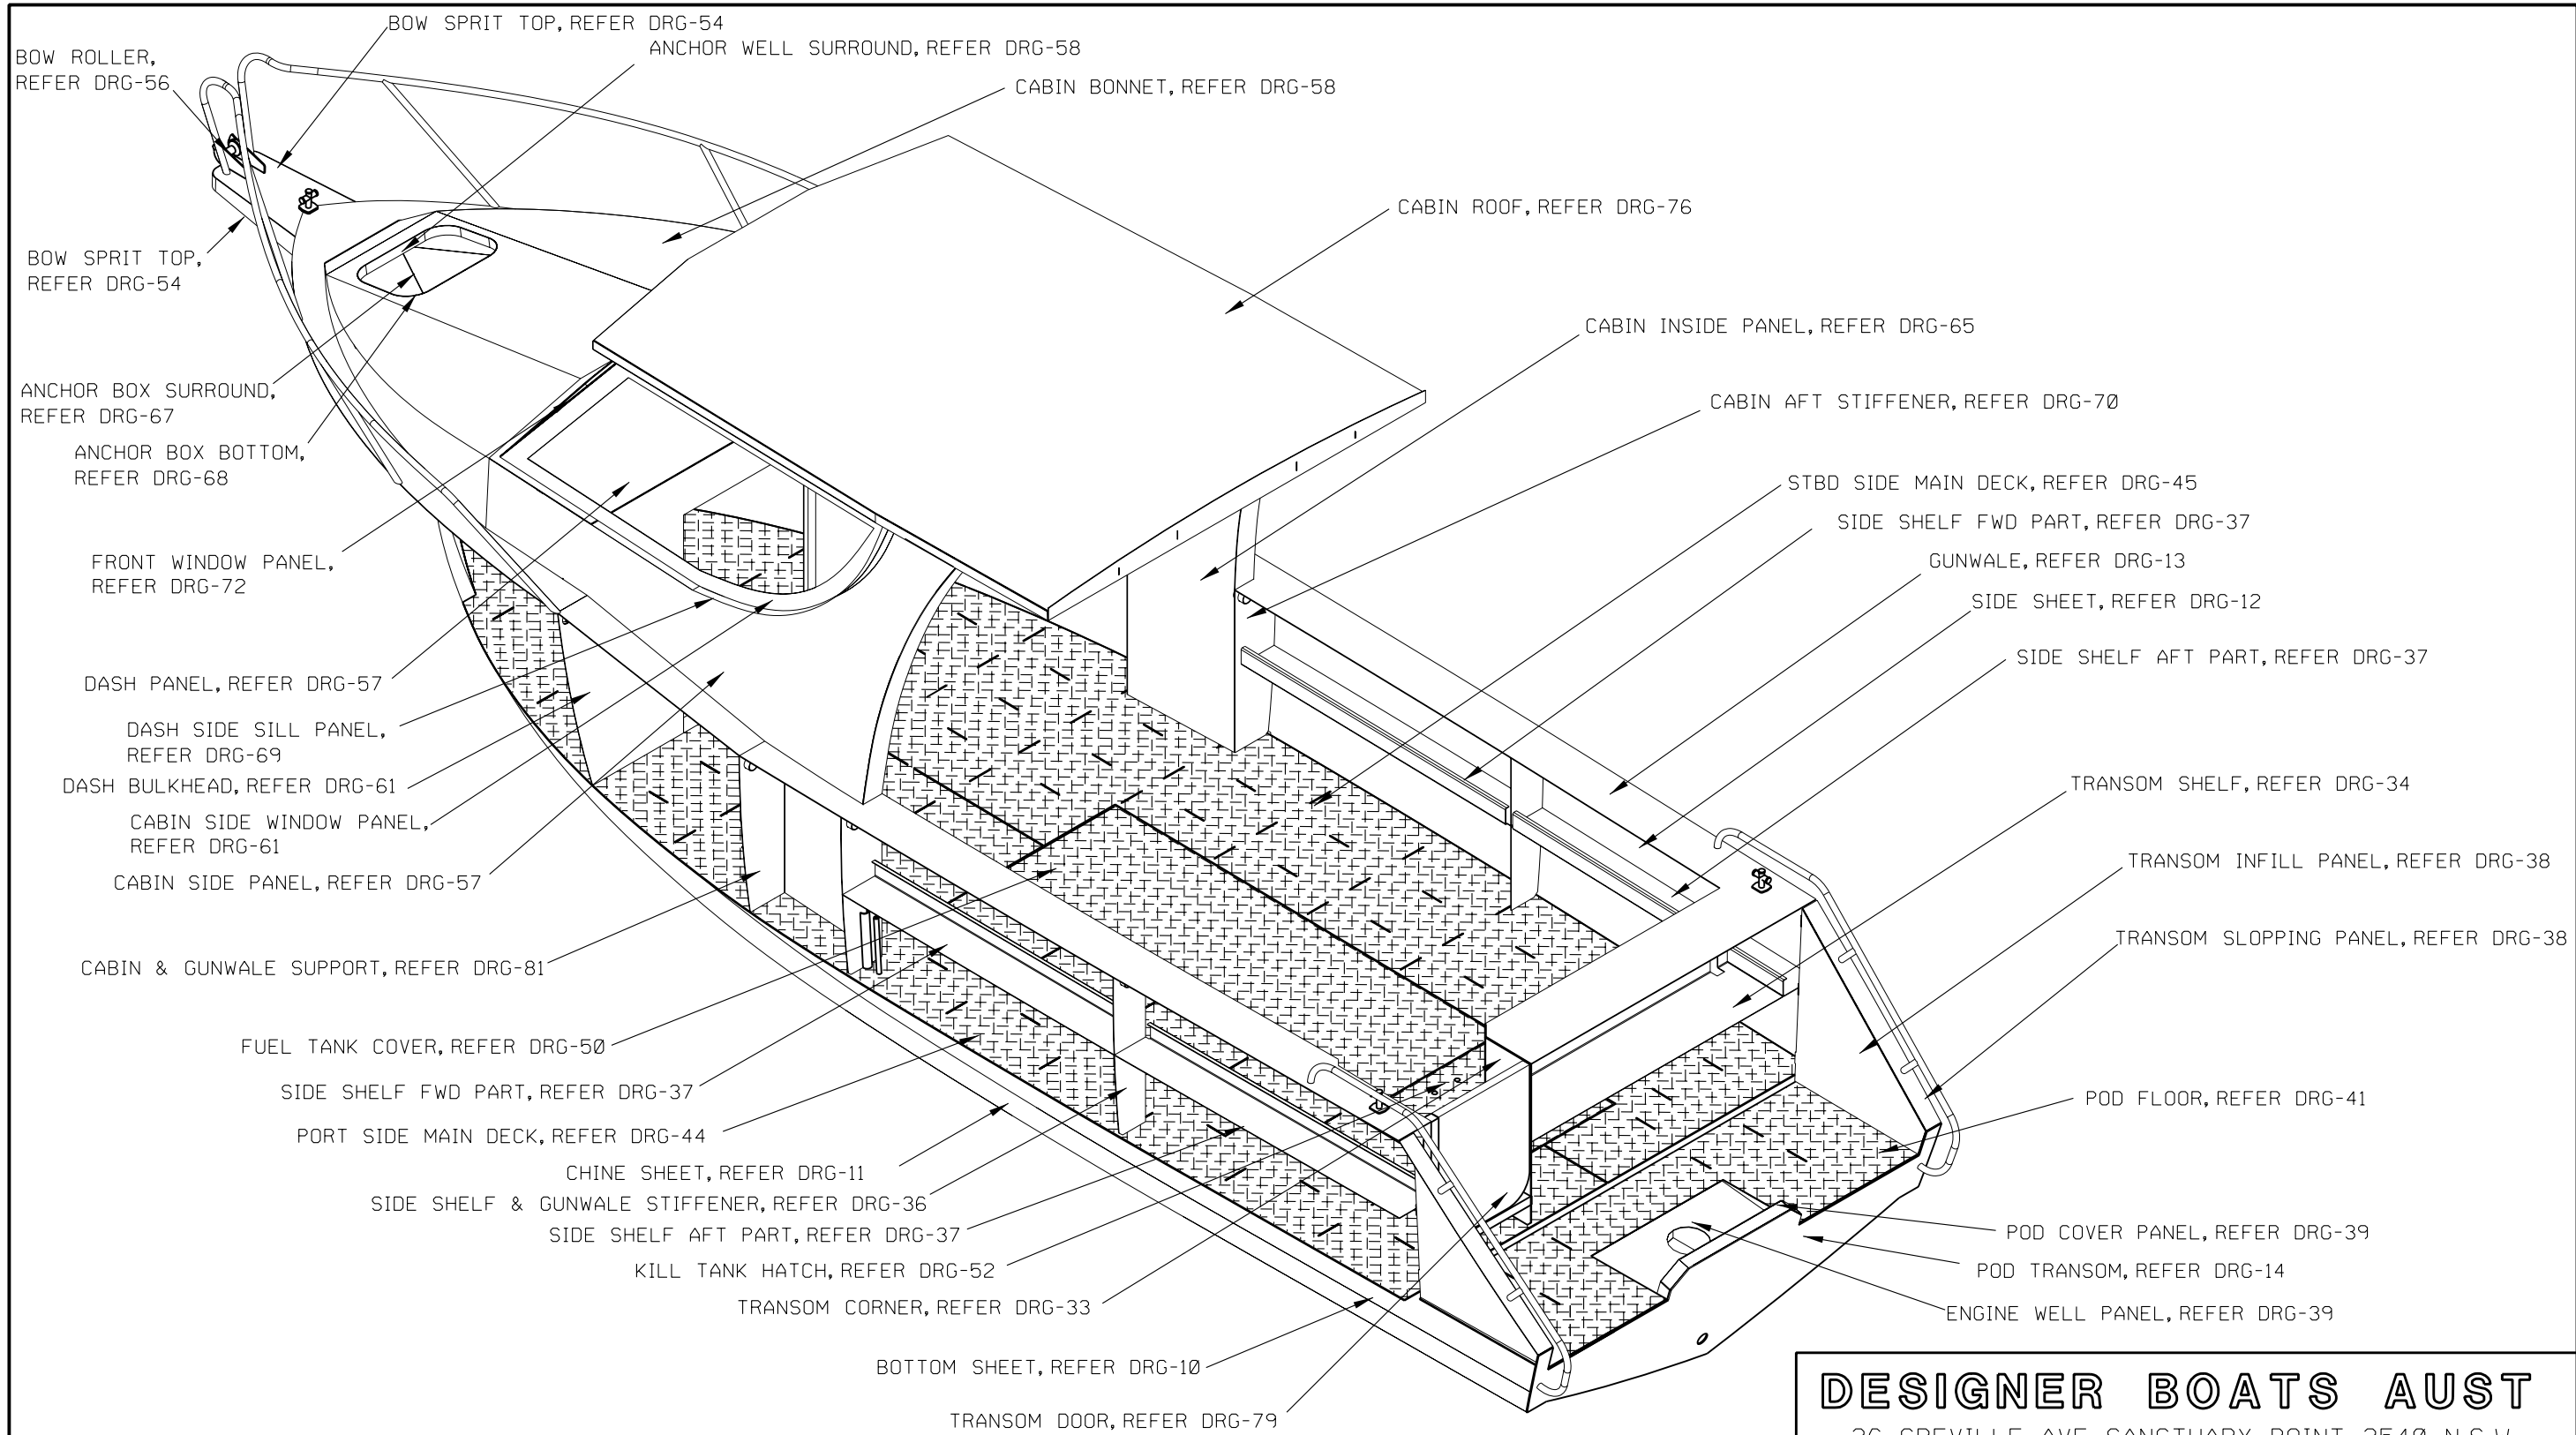 BOW SPRIT TOP, REFER DRG-54
ANCHOR WELL SURROUND, REFER DRG-58
BOW ROLLER,
REFER DRG-56
CABIN BONNET, REFER DRG-58
CABIN ROOF, REFER DRG-76
BOW SPRIT TOP,
REFER DRG-54
CABIN INSIDE PANEL, REFER DRG-65
ANCHOR BOX SURROUND,
REFER DRG-67
CABIN AFT STIFFENER, REFER DRG-70
ANCHOR BOX BOTTOM,
REFER DRG-68
STBD SIDE MAIN DECK, REFER DRG-45
SIDE SHELF FWD PART, REFER DRG-37
FRONT WINDOW PANEL,
REFER DRG-72
GUNWALE, REFER DRG-13
SIDE SHEET, REFER DRG-12
SIDE SHELF AFT PART, REFER DRG-37
DASH PANEL, REFER DRG-57
DASH SIDE SILL PANEL,
REFER DRG-69
DASH BULKHEAD, REFER DRG-61
TRANSOM SHELF, REFER DRG-34
CABIN SIDE WINDOW PANEL,
REFER DRG-61
TRANSOM INFILL PANEL, REFER DRG-38
CABIN SIDE PANEL, REFER DRG-57
TRANSOM SLOPPING PANEL, REFER DRG-38
CABIN & GUNWALE SUPPORT, REFER DRG-81
FUEL TANK COVER, REFER DRG-50
SIDE SHELF FWD PART, REFER DRG-37
POD FLOOR, REFER DRG-41
PORT SIDE MAIN DECK, REFER DRG-44
CHINE SHEET, REFER DRG-11
SIDE SHELF & GUNWALE STIFFENER, REFER DRG-36
SIDE SHELF AFT PART, REFER DRG-37
POD COVER PANEL, REFER DRG-39
KILL TANK HATCH, REFER DRG-52
POD TRANSOM, REFER DRG-14
TRANSOM CORNER, REFER DRG-33
ENGINE WELL PANEL, REFER DRG-39
BOTTOM SHEET, REFER DRG-10
TRANSOM DOOR, REFER DRG-79
DESIGNER BOATS AUST
36 GREVILLE AVE SANCTUARY POINT 2540 N.S.W.